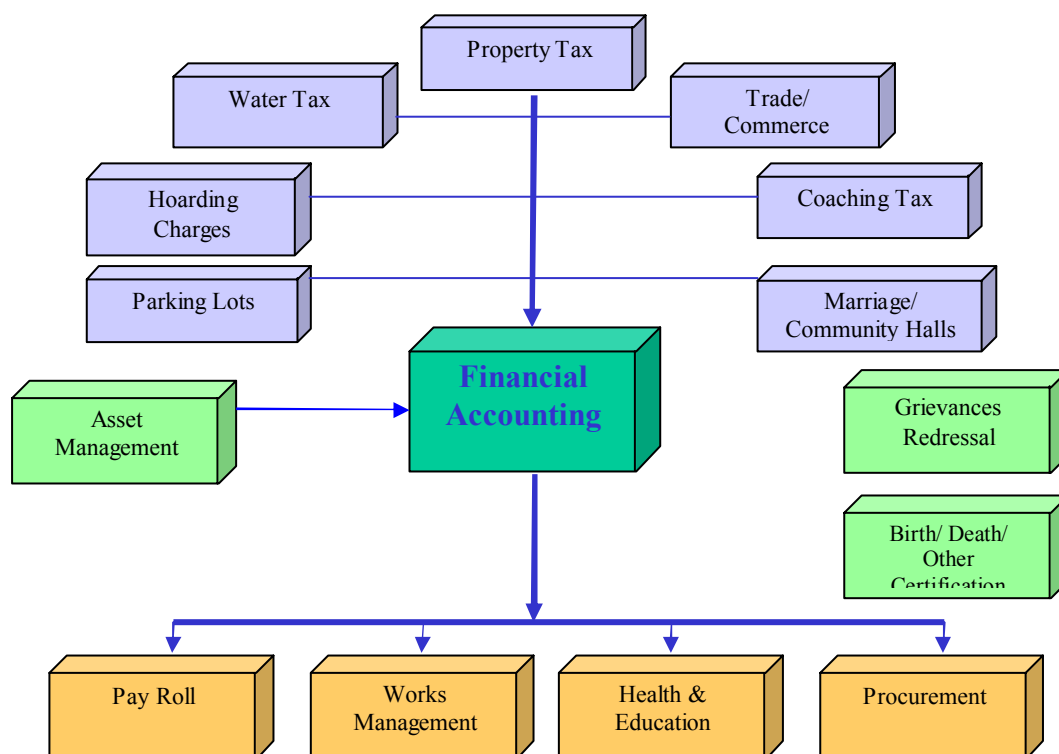 Property Tax
Water Tax
Trade/
Commerce
Hoarding
Charges
Coaching Tax
Parking Lots
Marriage/
Community Halls
Financial
Accounting
Asset
Management
Grievances
Redressal
Birth/ Death/
Other
Certification
Pay Roll
Works
Management
Health &
Education
Procurement